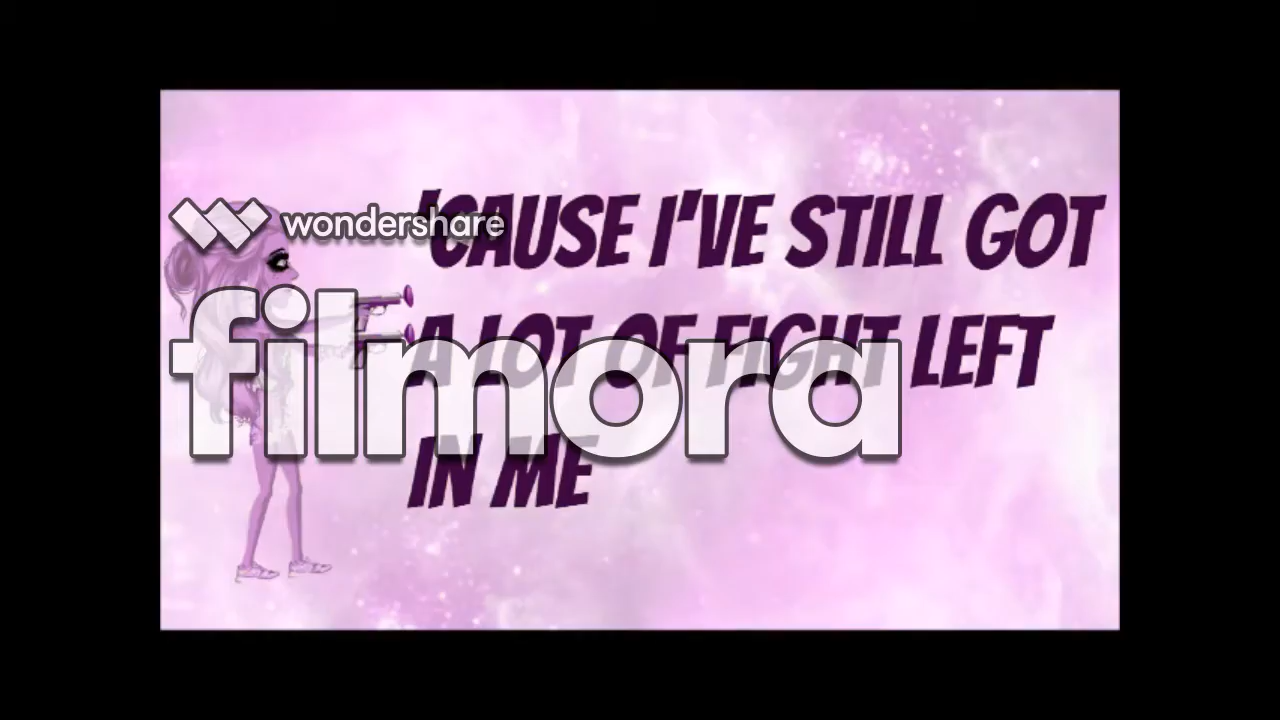 'CAUSE I'VE STILL GOT
wondershare
A LOT OF FIGHT LEFT
filmora
IN ME